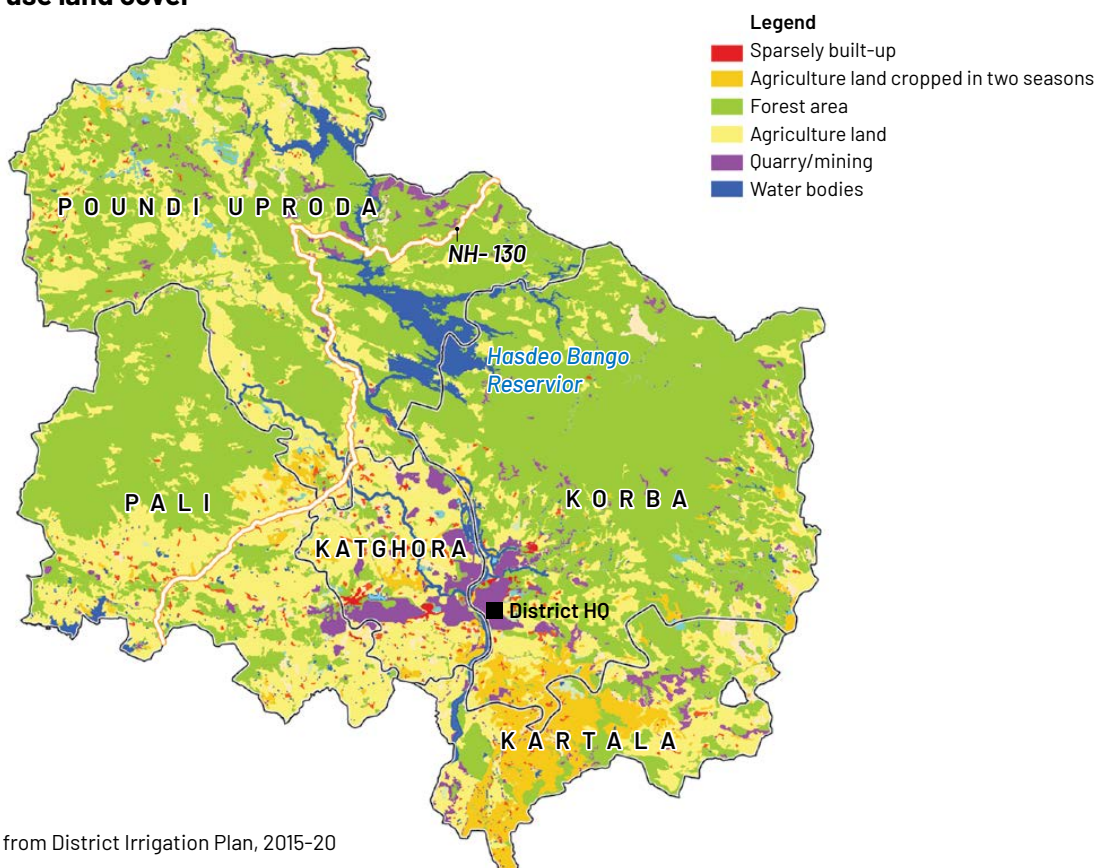 use land cover
Legend
Sparsely built-up
Agriculture land cropped in two seasons
Forest area
Agriculture land
Quarry/mining
Water bodies
POUNDI UPRODA
NH- 130
Hasdeo Bango
Reservior
PALI
KORBA
KATGHORA
District HQ
KARTALA
from District Irrigation Plan, 2015-20